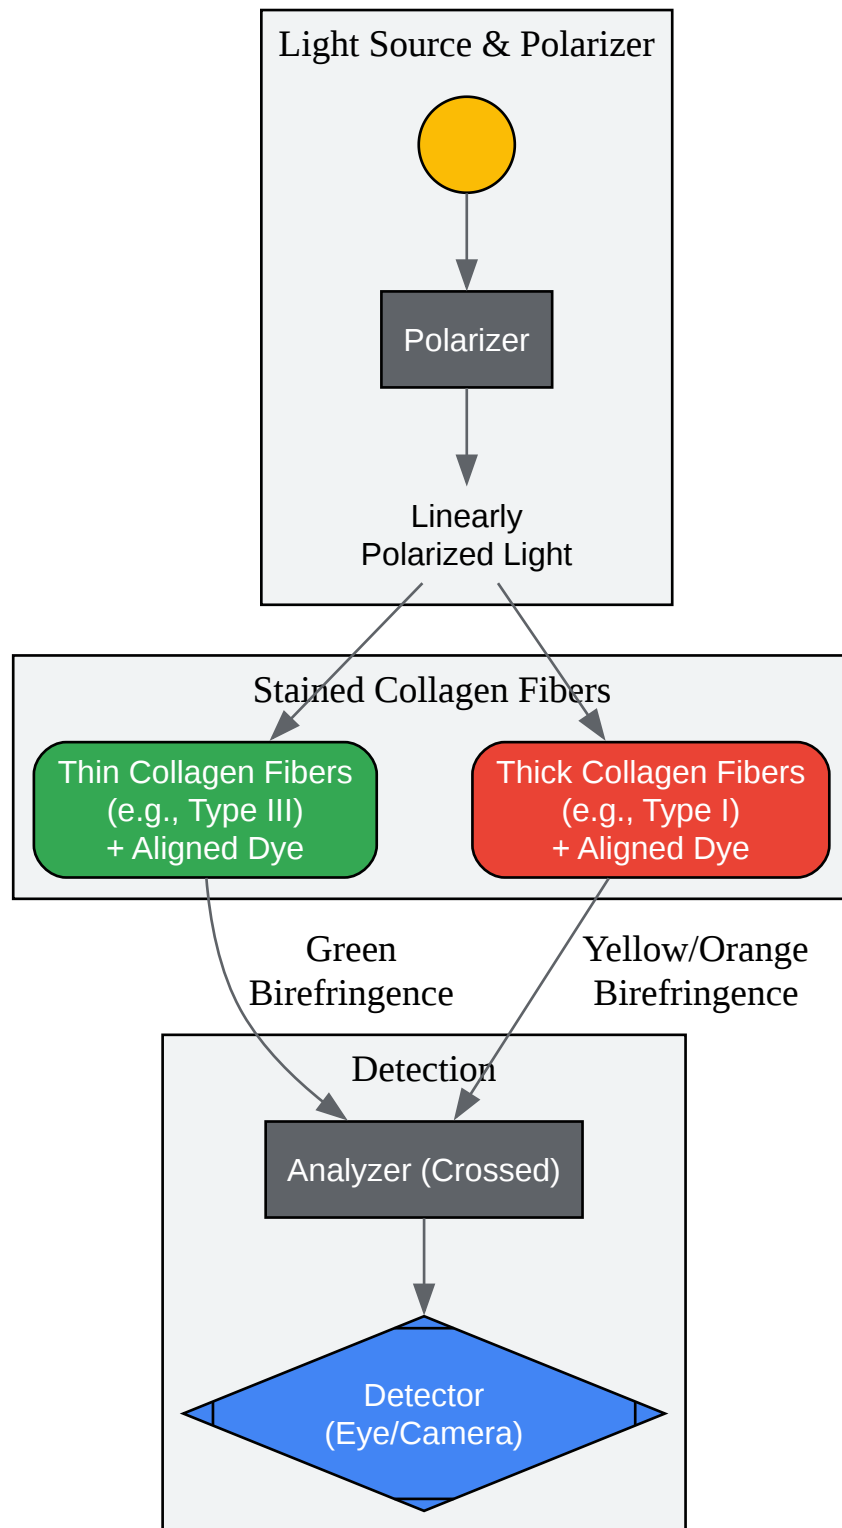 Light Source & Polarizer
Polarizer
Linearly
Polarized Light
Stained Collagen Fibers
Thin Collagen Fibers
(e.g., Type III)
+ Aligned Dye
Thick Collagen Fibers
(e.g., Type I)
+ Aligned Dye
Green
Birefringence
Yellow/Orange
Birefringence
Detection
Analyzer (Crossed)
Detector
(Eye/Camera)